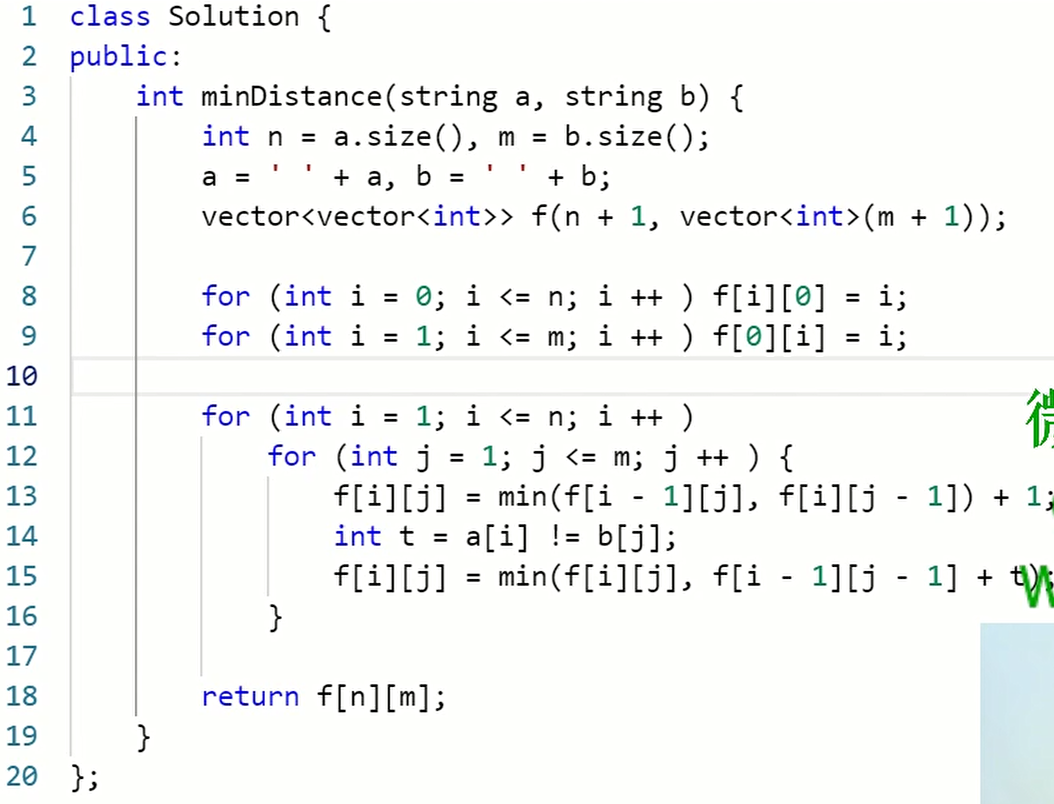 1 class Solution {
2 public:
3     int minDistance(string a, string b) {
4         int n = a.size(), m = b.size();
5         a = ' ' + a, b = ' ' + b;
6         vector<vector<int>> f(n + 1, vector<int>(m + 1));
7
8         for (int i = 0; i <= n; i ++ ) f[i][0] = i;
9         for (int i = 1; i <= m; i ++ ) f[0][i] = i;
10
11         for (int i = 1; i <= n; i ++ )
12             for (int j = 1; j <= m; j ++ ) {
13                 f[i][j] = min(f[i - 1][j], f[i][j - 1]) + 1;
14                 int t = a[i] != b[j];
15                 f[i][j] = min(f[i][j], f[i - 1][j - 1] + t);
16             }
17
18         return f[n][m];
19     }
20 };